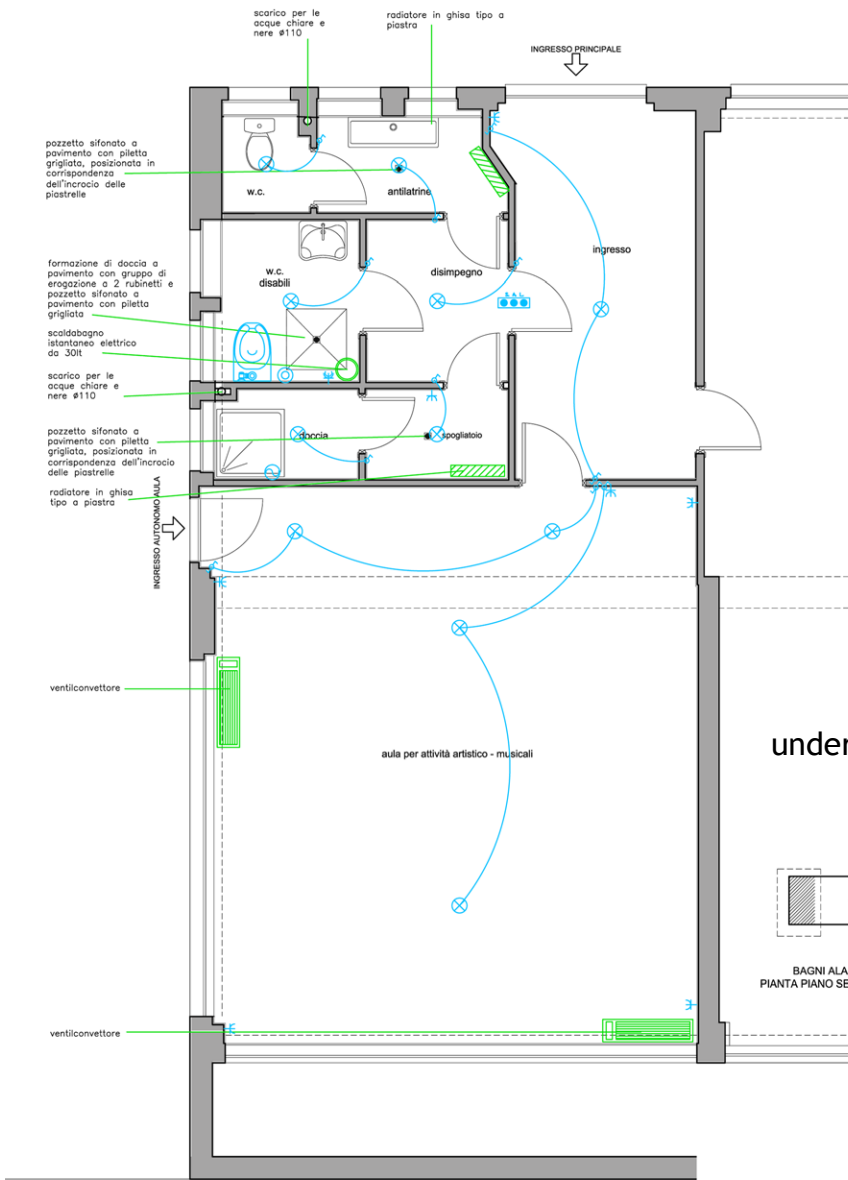 scarico per le
acque chiare e
nere ø110
radiatore in ghisa tipo a
piastra
INGRESSO PRINCIPALE
pozzetto sifonato a
pavimento con piletta
grigliata, posizionata in
corrispondenza
dell'incrocio delle
piastrelle
w.c.
antilatrine
ingresso
formazione di doccia a
pavimento con gruppo di
erogazione a 2 rubinetti e
pozzetto sifonato a
pavimento con piletta
grigliata
w.c.
disabili
disimpegno
S.A.L.
scaldabagno
istantaneo elettrico
da 30lt
scarico per le
acque chiare e
nere ø110
pozzetto sifonato a
pavimento con piletta
grigliata, posizionata in
corrispondenza dell'incrocio
delle piastrelle
doccia
spogliatoio
radiatore in ghisa
tipo a piastra
INGRESSO AUTONOMO AULA
ventilconvettore
aula per attività artistico - musicali
under
BAGNI ALA
PIANTA PIANO SE
ventilconvettore